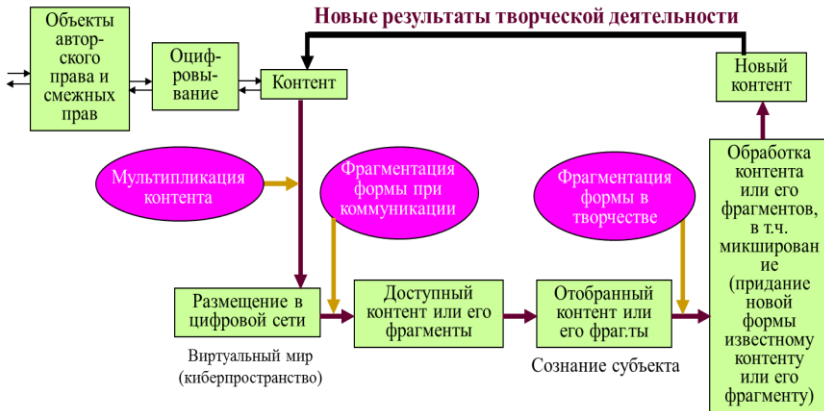 Новые результаты творческой деятельности
Объекты
автор-
ского
права и
смежных
прав
Оцифро-
вы-
вание
Контент
Новый
контент
Мультипликация
контента
Фрагментация
формы при
коммуникации
Фрагментация
формы в
творчестве
Обработка
контента
или его
фрагментов,
в т.ч.
микширован
ие
(придание
новой
формы
известному
контенту
или его
фрагменту)
Размещение в
цифровой сети
Доступный
контент или его
фрагменты
Отобранный
контент или
его фраг.ты
Виртуальный мир
(киберпространство)
Сознание субъекта